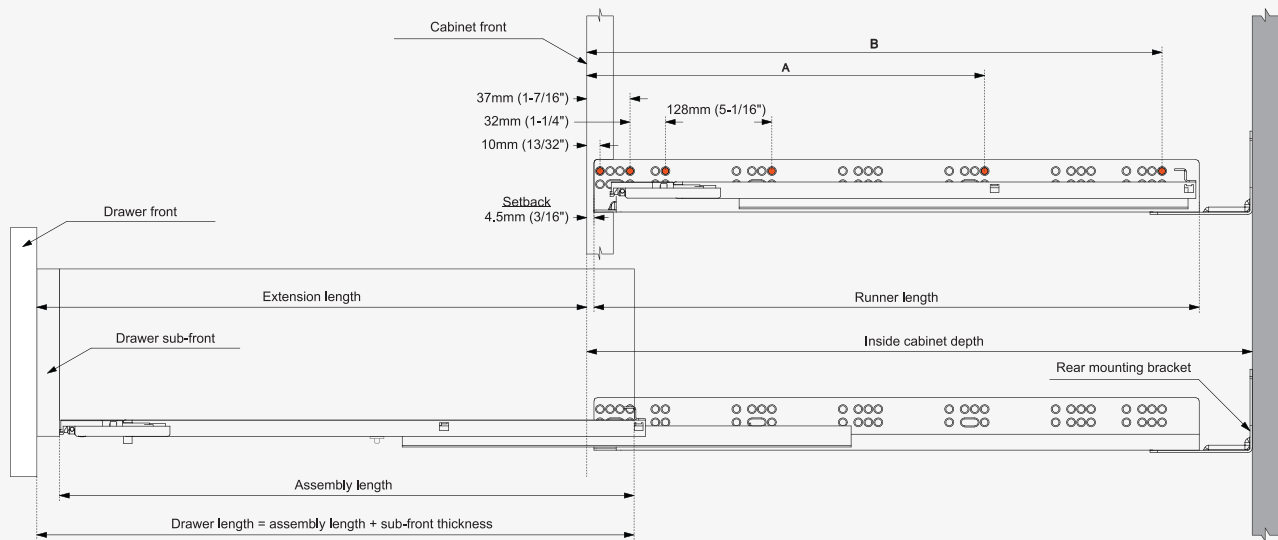 Cabinet front
B
A
37mm (1-7/16")
128mm (5-1/16")
32mm (1-1/4")
10mm (13/32")
Setback
4.5mm (3/16")
Drawer front
Extension length
Runner length
Drawer sub-front
Inside cabinet depth
Rear mounting bracket
Assembly length
Drawer length = assembly length + sub-front thickness